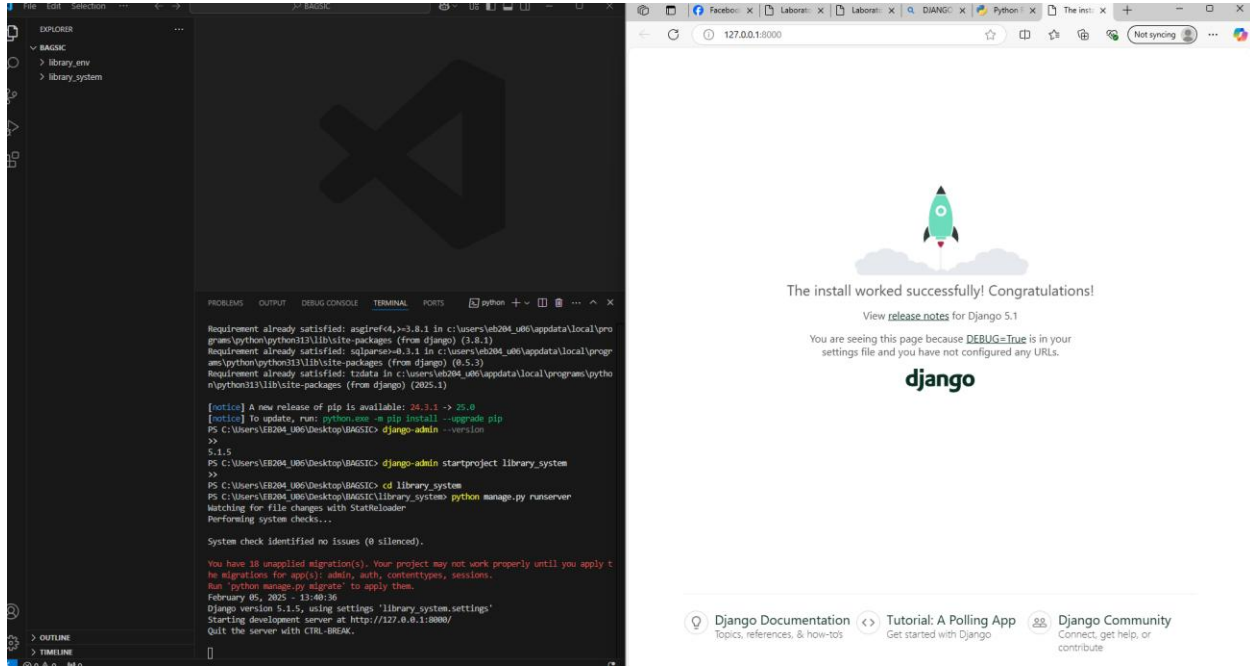 File Edit Selection ...
BAGSIC
EXPLORER
BAGSIC
library_env
library_system
OUTLINE
TIMELINE
PROBLEMS OUTPUT DEBUG CONSOLE TERMINAL PORTS python
Requirement already satisfied: asgiref<4,>=3.8.1 in c:\users\eb204_u06\appdata\local\pro
grams\python\python313\lib\site-packages (from django) (3.8.1)
Requirement already satisfied: sqlparse>=0.3.1 in c:\users\eb204_u06\appdata\local\progr
ams\python\python313\lib\site-packages (from django) (0.5.3)
Requirement already satisfied: tzdata in c:\users\eb204_u06\appdata\local\programs\pytho
n\python313\lib\site-packages (from django) (2025.1)
[notice] A new release of pip is available: 24.3.1 -> 25.0
[notice] To update, run: python.exe -m pip install --upgrade pip
PS C:\Users\EB204_U06\Desktop\BAGSIC> django-admin --version
>>
5.1.5
PS C:\Users\EB204_U06\Desktop\BAGSIC> django-admin startproject library_system
>>
PS C:\Users\EB204_U06\Desktop\BAGSIC> cd library_system
PS C:\Users\EB204_U06\Desktop\BAGSIC\library_system> python manage.py runserver
Watching for file changes with StatReloader
Performing system checks...
System check identified no issues (0 silenced).
You have 18 unapplied migration(s). Your project may not work properly until you apply t
he migrations for app(s): admin, auth, contenttypes, sessions.
Run 'python manage.py migrate' to apply them.
February 05, 2025 - 13:40:36
Django version 5.1.5, using settings 'library_system.settings'
Starting development server at http://127.0.0.1:8000/
Quit the server with CTRL-BREAK.
Faceboo Laborat Laborat DJANGO Python The inst
127.0.0.1:8000 Not syncing
The install worked successfully! Congratulations!
View release notes for Django 5.1
You are seeing this page because DEBUG=True is in your
settings file and you have not configured any URLs.
django
Django Documentation
Topics, references, & how-to's
Tutorial: A Polling App
Get started with Django
Django Community
Connect, get help, or
contribute